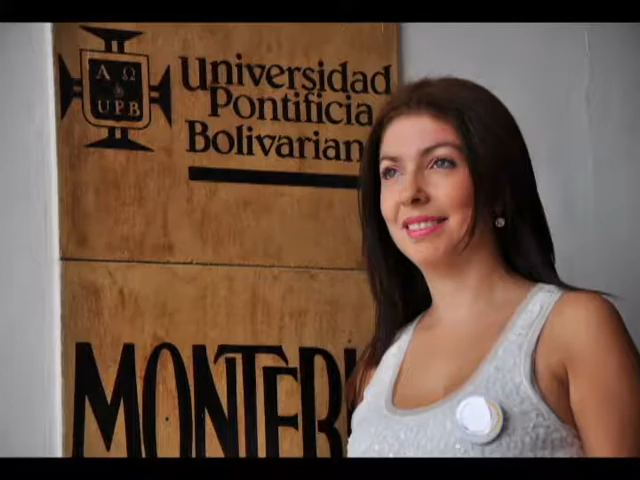 A Ω
UPB
Universidad
Pontificia
Bolivarian
MONTER